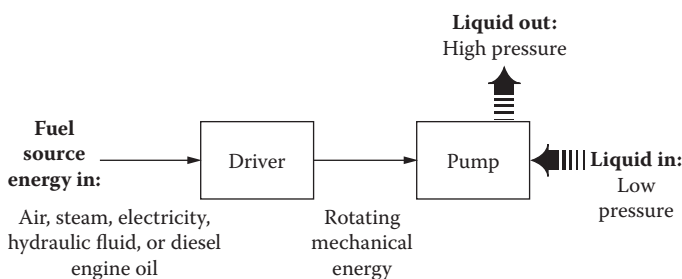 Liquid out:
High pressure
Fuel
source
energy in:
Driver
Pump
Liquid in:
Low
pressure
Air, steam, electricity,
hydraulic fluid, or diesel
engine oil
Rotating
mechanical
energy